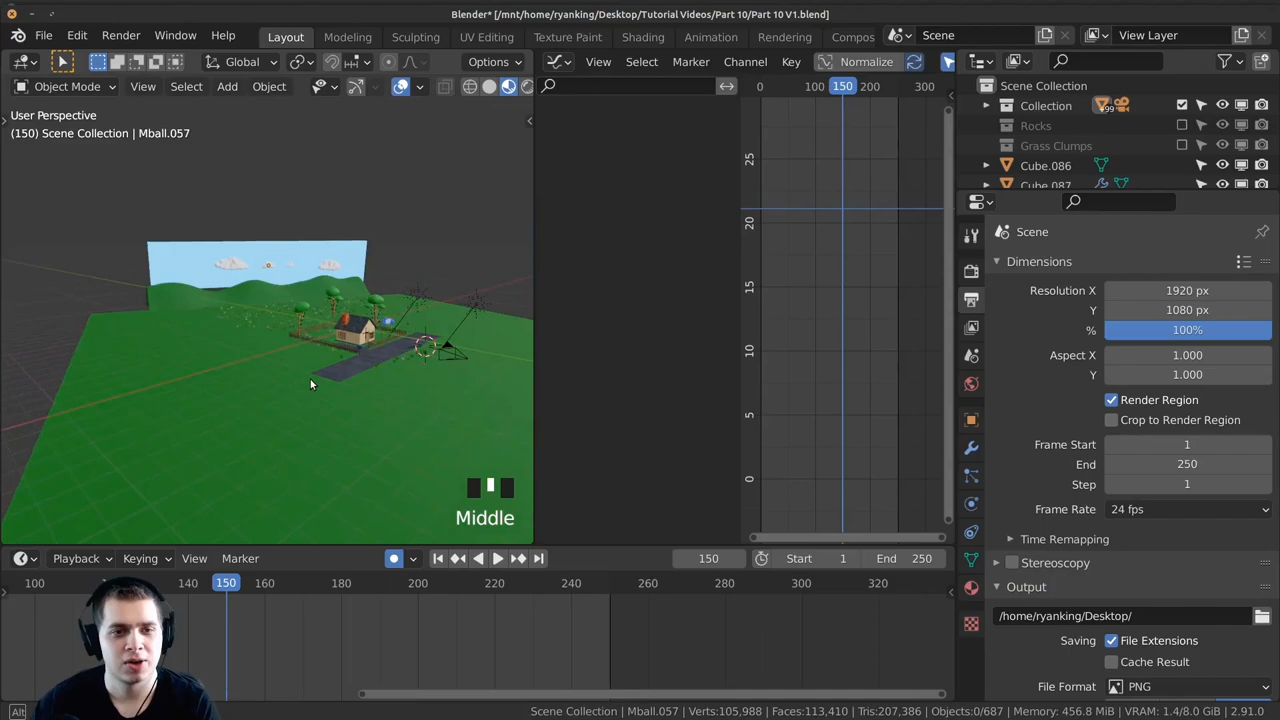 Blender* [/mnt/home/ryanking/Desktop/Tutorial Videos/Part 10/Part 10 V1.blend]
File Edit Render Window Help Layout Modeling Sculpting UV Editing Texture Paint Shading Animation Rendering Compos Scene View Layer
Global Options View Select Marker Channel Key Normalize
Object Mode View Select Add Object 0 100 150 200 300 Scene Collection
User Perspective
(150) Scene Collection | Mball.057
Collection 99
Rocks
Grass Clumps
Cube.086
Cube.087
25
20
15
10
5
0
Scene
Dimensions
Resolution X 1920 px
Y 1080 px
% 100%
Aspect X 1.000
Y 1.000
Render Region
Crop to Render Region
Frame Start 1
End 250
Step 1
Frame Rate 24 fps
Time Remapping
Stereoscopy
Output
/home/ryanking/Desktop/
Saving File Extensions
Cache Result
File Format PNG
Middle
Playback Keying View Marker 150 Start 1 End 250
100 140 150 160 180 200 220 240 260 280 300 320
Alt Scene Collection | Mball.057 | Verts:105,988 | Faces:113,410 | Tris:207,386 | Objects:0/687 | Memory: 456.8 MiB | VRAM: 1.4/8.0 GiB | 2.91.0